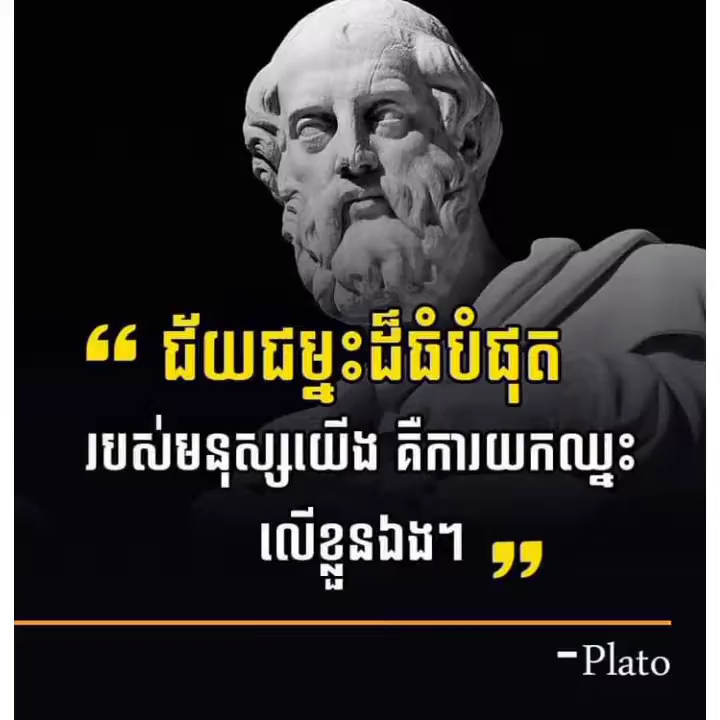 “ ជ័យជម្នះដ៏ធំបំផុត
របស់មនុស្សយើង គឺការយកឈ្នះ
លើខ្លួនឯងៗ ”
-Plato